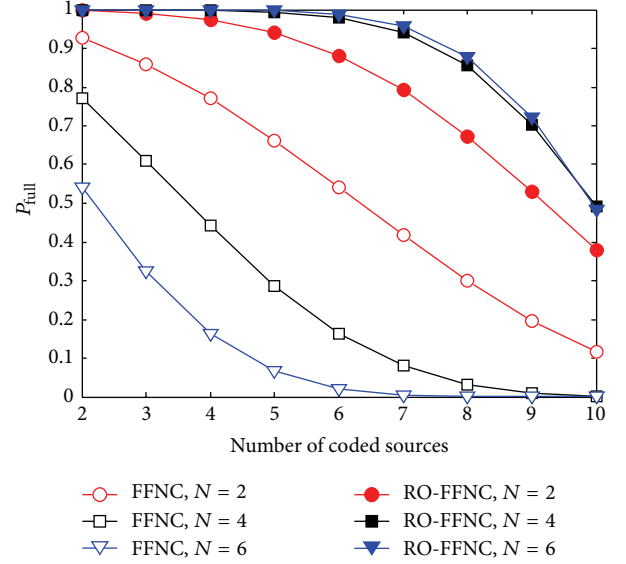 1
0.9
0.8
0.7
0.6
0.5
0.4
0.3
0.2
0.1
0
P_full
2 3 4 5 6 7 8 9 10
Number of coded sources
FFNC, N = 2
FFNC, N = 4
FFNC, N = 6
RO-FFNC, N = 2
RO-FFNC, N = 4
RO-FFNC, N = 6